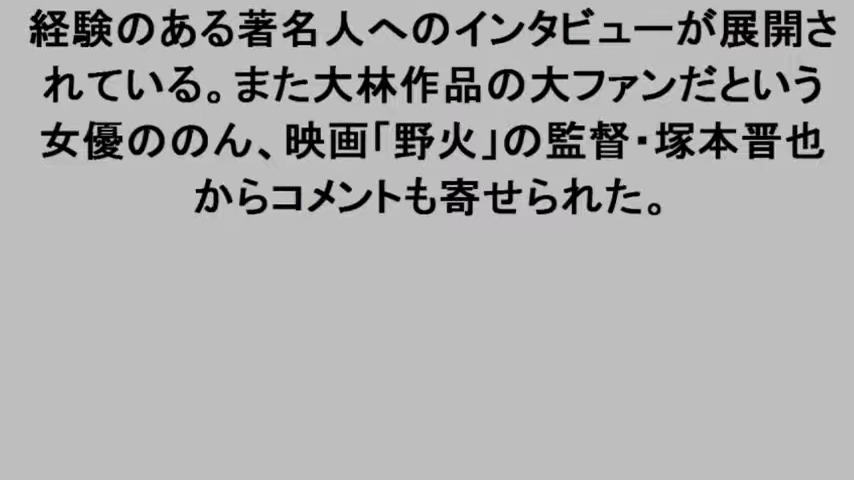 経験のある著名人へのインタビューが展開さ
れている。また大林作品の大ファンだという
女優ののん、映画｢野火｣の監督･塚本晋也
からコメントも寄せられた。